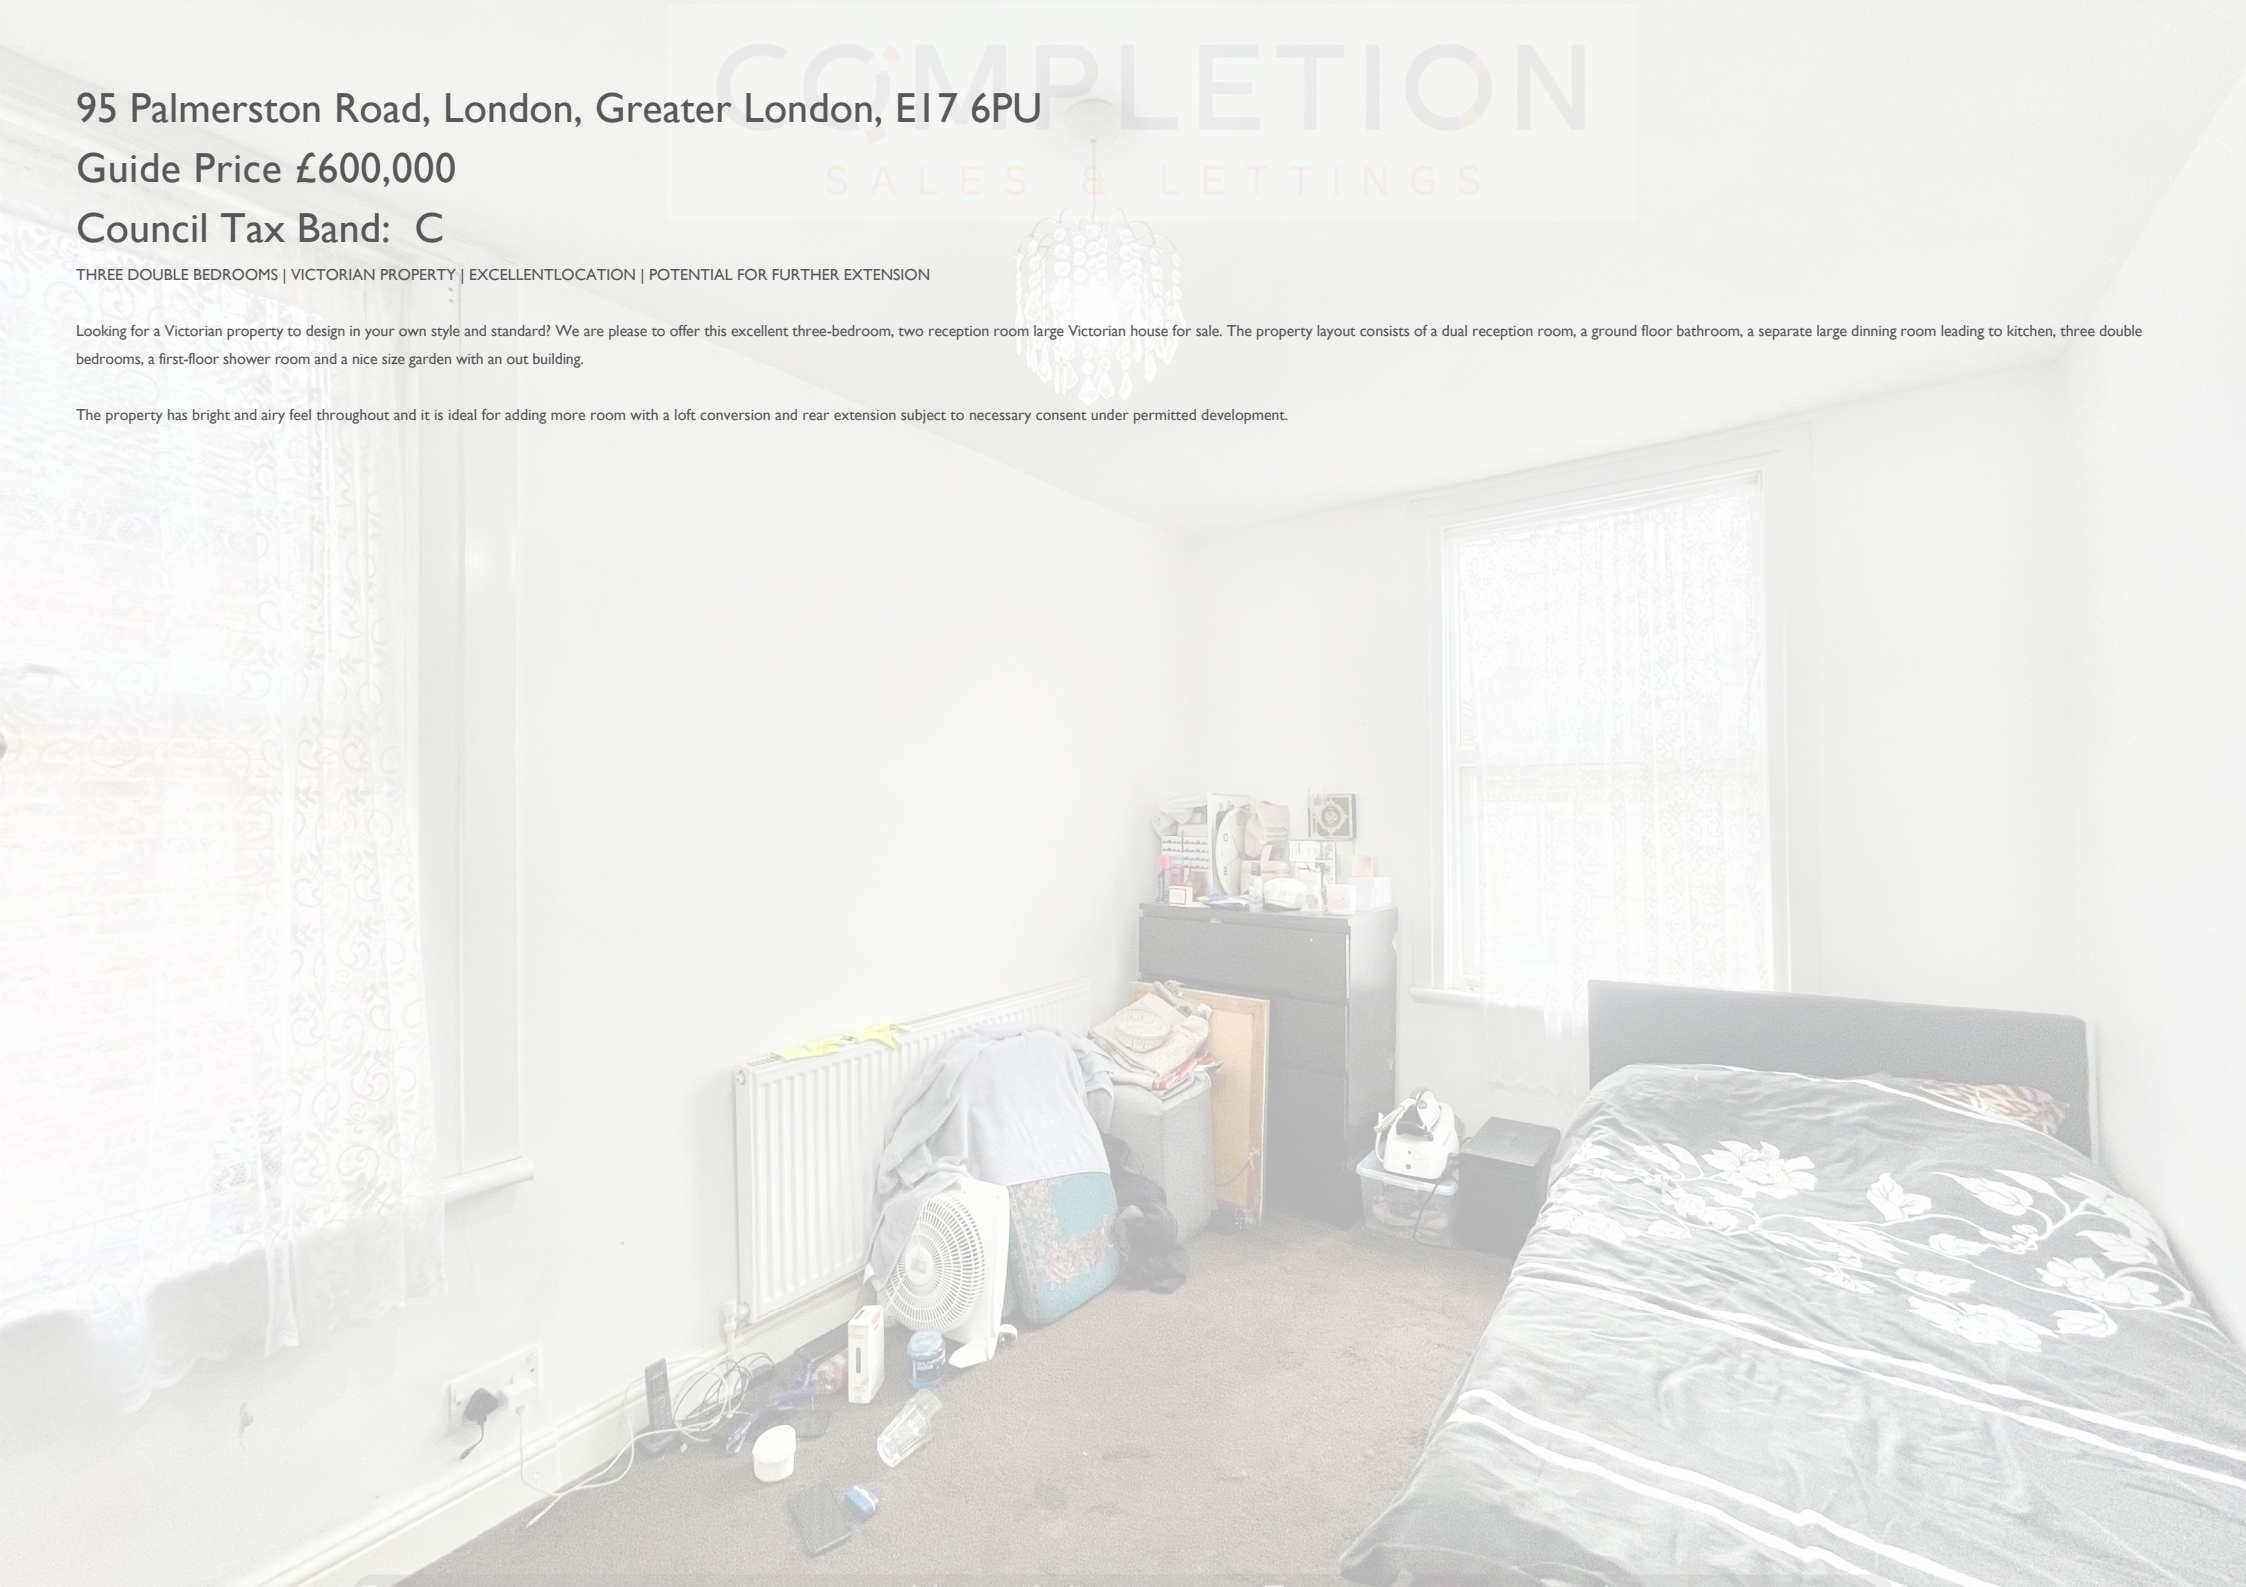 COMPLETION
SALES & LETTINGS
95 Palmerston Road, London, Greater London, E17 6PU
Guide Price £600,000
Council Tax Band:  C
THREE DOUBLE BEDROOMS | VICTORIAN PROPERTY | EXCELLENTLOCATION | POTENTIAL FOR FURTHER EXTENSION
Looking for a Victorian property to design in your own style and standard? We are please to offer this excellent three-bedroom, two reception room large Victorian house for sale. The property layout consists of a dual reception room, a ground floor bathroom, a separate large dinning room leading to kitchen, three double
bedrooms, a first-floor shower room and a nice size garden with an out building.
The property has bright and airy feel throughout and it is ideal for adding more room with a loft conversion and rear extension subject to necessary consent under permitted development.